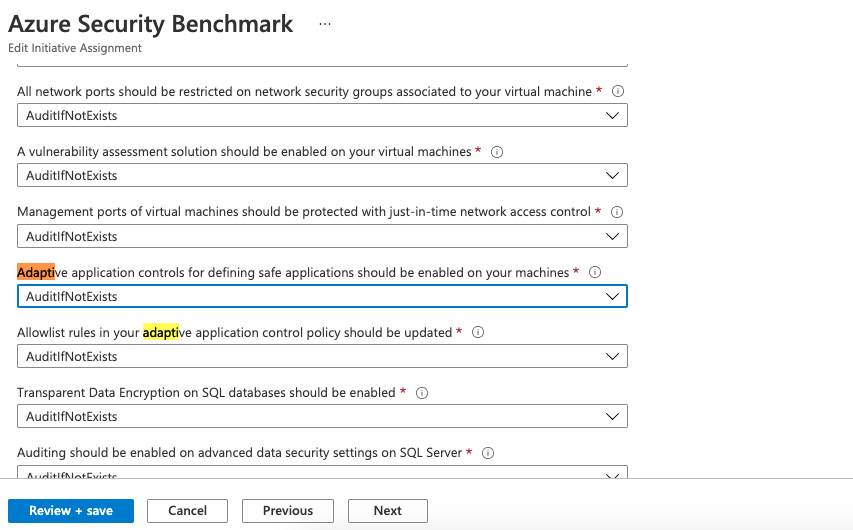 Azure Security Benchmark ...
Edit Initiative Assignment
All network ports should be restricted on network security groups associated to your virtual machine *
AuditIfNotExists
A vulnerability assessment solution should be enabled on your virtual machines *
AuditIfNotExists
Management ports of virtual machines should be protected with just-in-time network access control *
AuditIfNotExists
Adaptive application controls for defining safe applications should be enabled on your machines *
AuditIfNotExists
Allowlist rules in your adaptive application control policy should be updated *
AuditIfNotExists
Transparent Data Encryption on SQL databases should be enabled *
AuditIfNotExists
Auditing should be enabled on advanced data security settings on SQL Server *
AuditIfNotExists
Review + save Cancel Previous Next